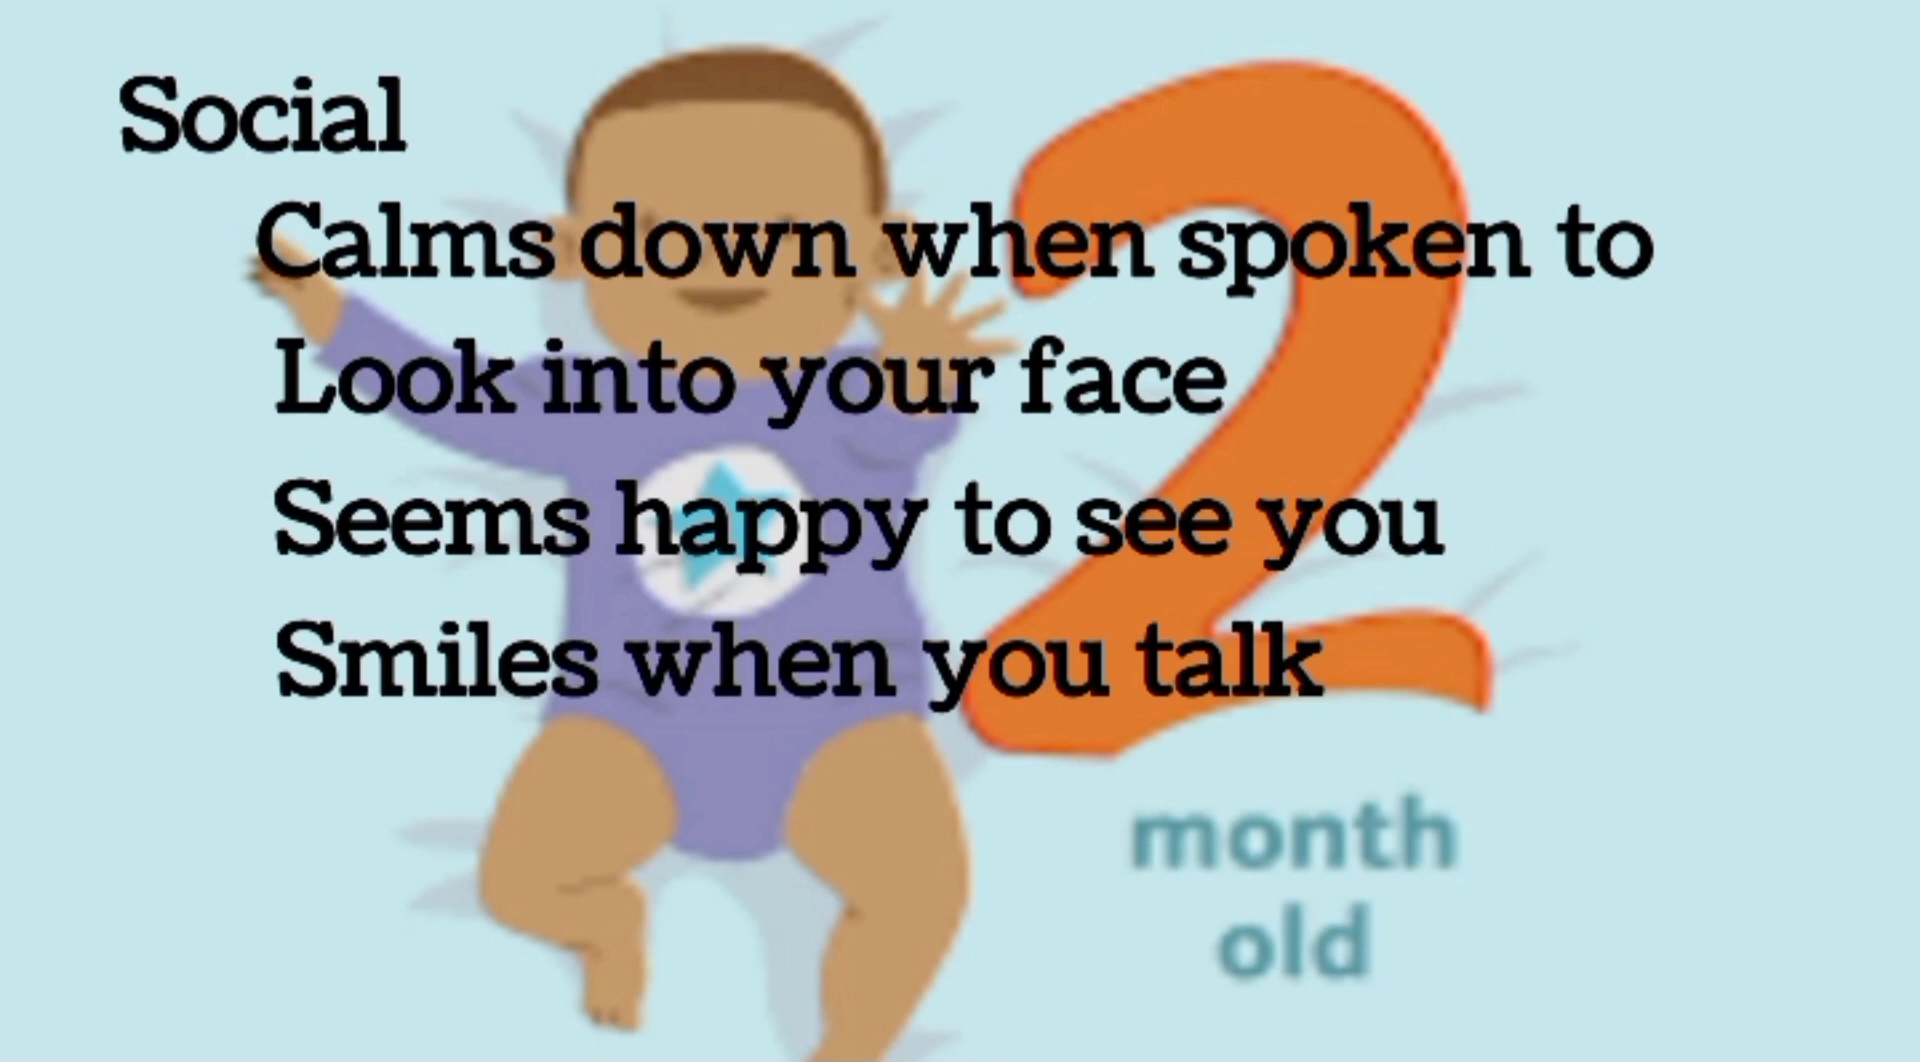 Social
Calms down when spoken to
Look into your face
Seems happy to see you
Smiles when you talk
2
month
old